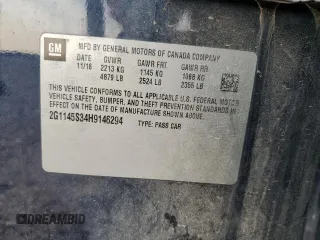 GM
MFD BY GENERAL MOTORS OF CANADA COMPANY
DATE GVWR GAWR FRT GAWR RR
11/16 2213 KG 1145 KG 1068 KG
4879 LB 2524 LB 2355 LB
THIS VEHICLE CONFORMS TO ALL APPLICABLE U.S. FEDERAL MOTOR
VEHICLE SAFETY, BUMPER, AND THEFT PREVENTION STANDARDS
IN EFFECT ON THE DATE OF MANUFACTURE SHOWN ABOVE.
2G1145S34H9146294 TYPE: PASS CAR